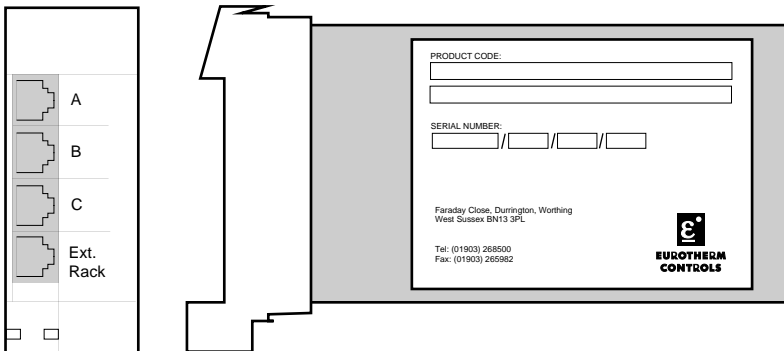 A
B
C
Ext.
Rack
PRODUCT CODE:
SERIAL NUMBER:
/ / /
Faraday Close, Durrington, Worthing
West Sussex BN13 3PL
Tel: (01903) 268500
Fax: (01903) 265982
ε
EUROTHERM
CONTROLS